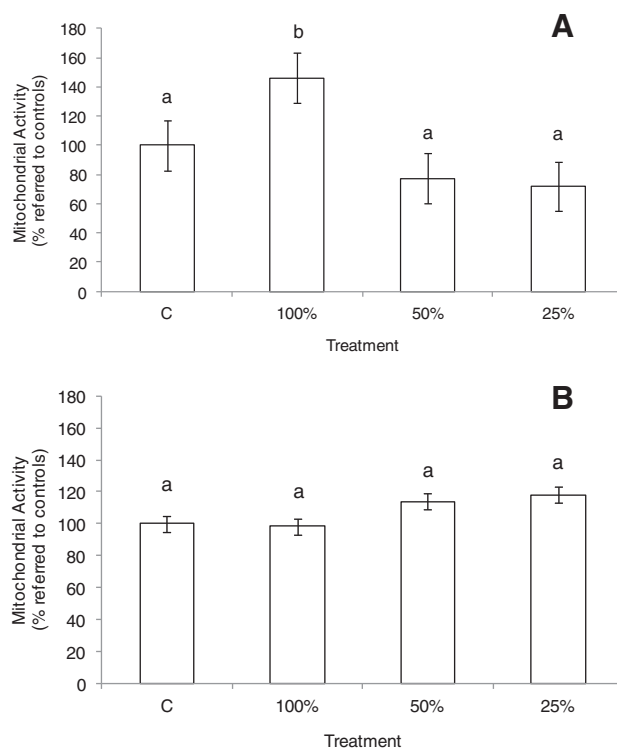 A
Mitochondrial Activity
(% referred to controls)
180
160
140
120
100
80
60
40
20
0
a
b
a
a
C
100%
50%
25%
Treatment
B
Mitochondrial Activity
(% referred to controls)
180
160
140
120
100
80
60
40
20
0
a
a
a
a
C
100%
50%
25%
Treatment